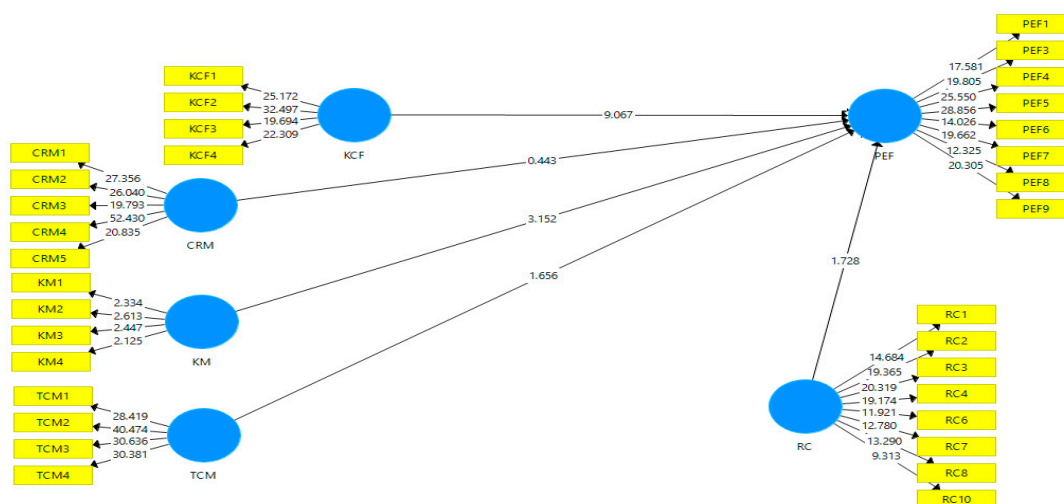 KCF1
KCF2
KCF3
KCF4
25.172
32.497
19.694
22.309
KCF
CRM1
CRM2
CRM3
CRM4
CRM5
27.356
26.040
19.793
52.430
20.835
CRM
KM1
KM2
KM3
KM4
2.334
2.613
2.447
2.125
KM
TCM1
TCM2
TCM3
TCM4
28.419
40.474
30.636
30.381
TCM
9.067
0.443
3.152
1.656
1.728
PEF
17.581
19.805
25.550
28.856
14.026
19.662
12.325
20.305
PEF1
PEF3
PEF4
PEF5
PEF6
PEF7
PEF8
PEF9
RC
14.684
19.365
20.319
19.174
11.921
12.780
13.290
9.313
RC1
RC2
RC3
RC4
RC6
RC7
RC8
RC10